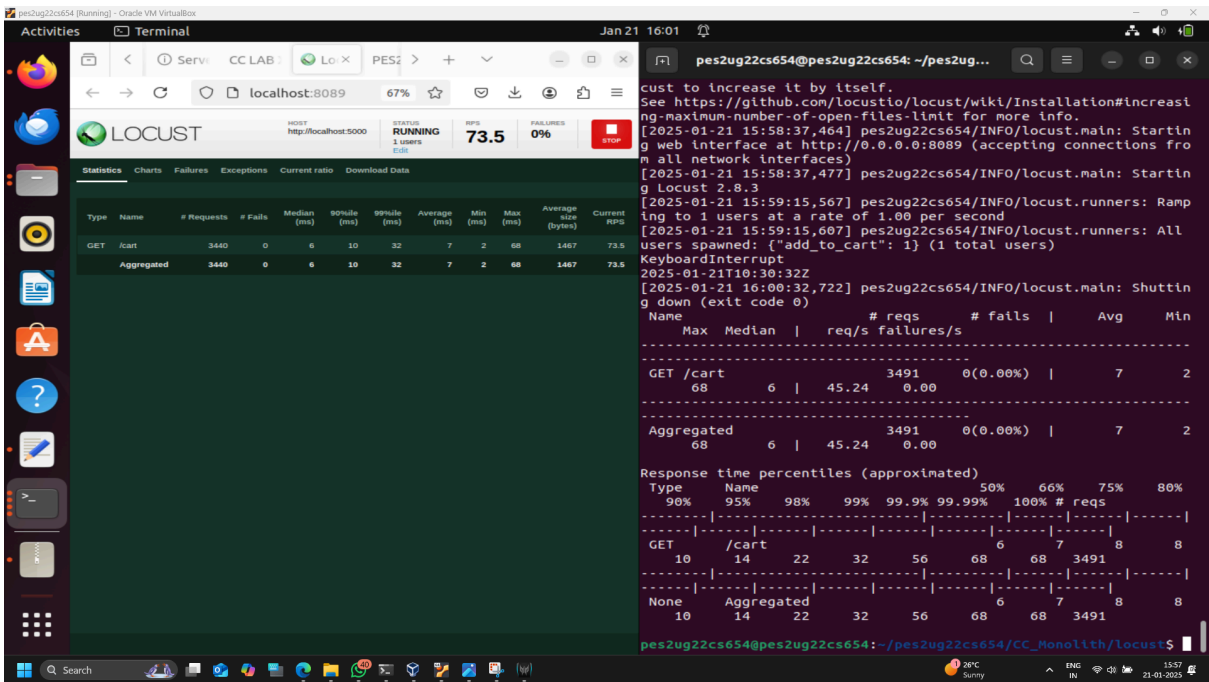 pes2ug22cs654 [Running] - Oracle VM VirtualBox
Activities Terminal Jan 21 16:01
CC LAB PES2
localhost:8089 67%
LOCUST
HOST
http://localhost:5000
STATUS
RUNNING
1 users
Edit
RPS
73.5
FAILURES
0%
STOP
Statistics Charts Failures Exceptions Current ratio Download Data
Type Name # Requests # Fails Median (ms) 90%ile (ms) 99%ile (ms) Average (ms) Min (ms) Max (ms) Average size (bytes) Current RPS
GET /cart 3440 0 6 10 32 7 2 68 1467 73.5
Aggregated 3440 0 6 10 32 7 2 68 1467 73.5
pes2ug22cs654@pes2ug22cs654: ~/pes2ug...
cust to increase it by itself.
See https://github.com/locustio/locust/wiki/Installation#increasi
ng-maximum-number-of-open-files-limit for more info.
[2025-01-21 15:58:37,464] pes2ug22cs654/INFO/locust.main: Startin
g web interface at http://0.0.0.0:8089 (accepting connections fro
m all network interfaces)
[2025-01-21 15:58:37,477] pes2ug22cs654/INFO/locust.main: Startin
g Locust 2.8.3
[2025-01-21 15:59:15,567] pes2ug22cs654/INFO/locust.runners: Ramp
ing to 1 users at a rate of 1.00 per second
[2025-01-21 15:59:15,607] pes2ug22cs654/INFO/locust.runners: All
users spawned: {"add_to_cart": 1} (1 total users)
KeyboardInterrupt
2025-01-21T10:30:32Z
[2025-01-21 16:00:32,722] pes2ug22cs654/INFO/locust.main: Shuttin
g down (exit code 0)
Name # reqs # fails | Avg Min
Max Median | req/s failures/s
GET /cart 3491 0(0.00%) | 7 2
68 6 | 45.24 0.00
Aggregated 3491 0(0.00%) | 7 2
68 6 | 45.24 0.00
Response time percentiles (approximated)
Type Name 50% 66% 75% 80%
90% 95% 98% 99% 99.9% 99.99% 100% # reqs
GET /cart 6 7 8 8
10 14 22 32 56 68 68 3491
None Aggregated 6 7 8 8
10 14 22 32 56 68 68 3491
pes2ug22cs654@pes2ug22cs654:~/pes2ug22cs654/CC_Monolith/locust$
Search
26°C
Sunny
ENG
IN
15:57
21-01-2025